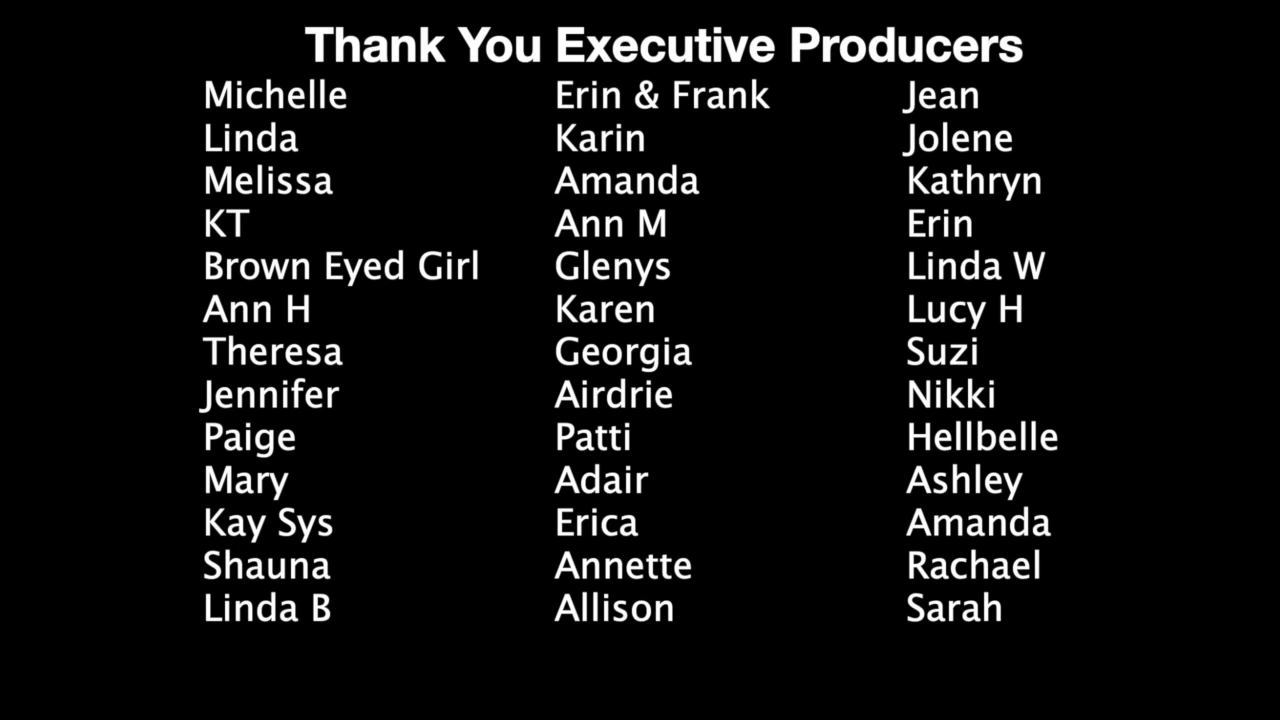 Thank You Executive Producers
Michelle
Linda
Melissa
KT
Brown Eyed Girl
Ann H
Theresa
Jennifer
Paige
Mary
Kay Sys
Shauna
Linda B
Erin & Frank
Karin
Amanda
Ann M
Glenys
Karen
Georgia
Airdrie
Patti
Adair
Erica
Annette
Allison
Jean
Jolene
Kathryn
Erin
Linda W
Lucy H
Suzi
Nikki
Hellbelle
Ashley
Amanda
Rachael
Sarah